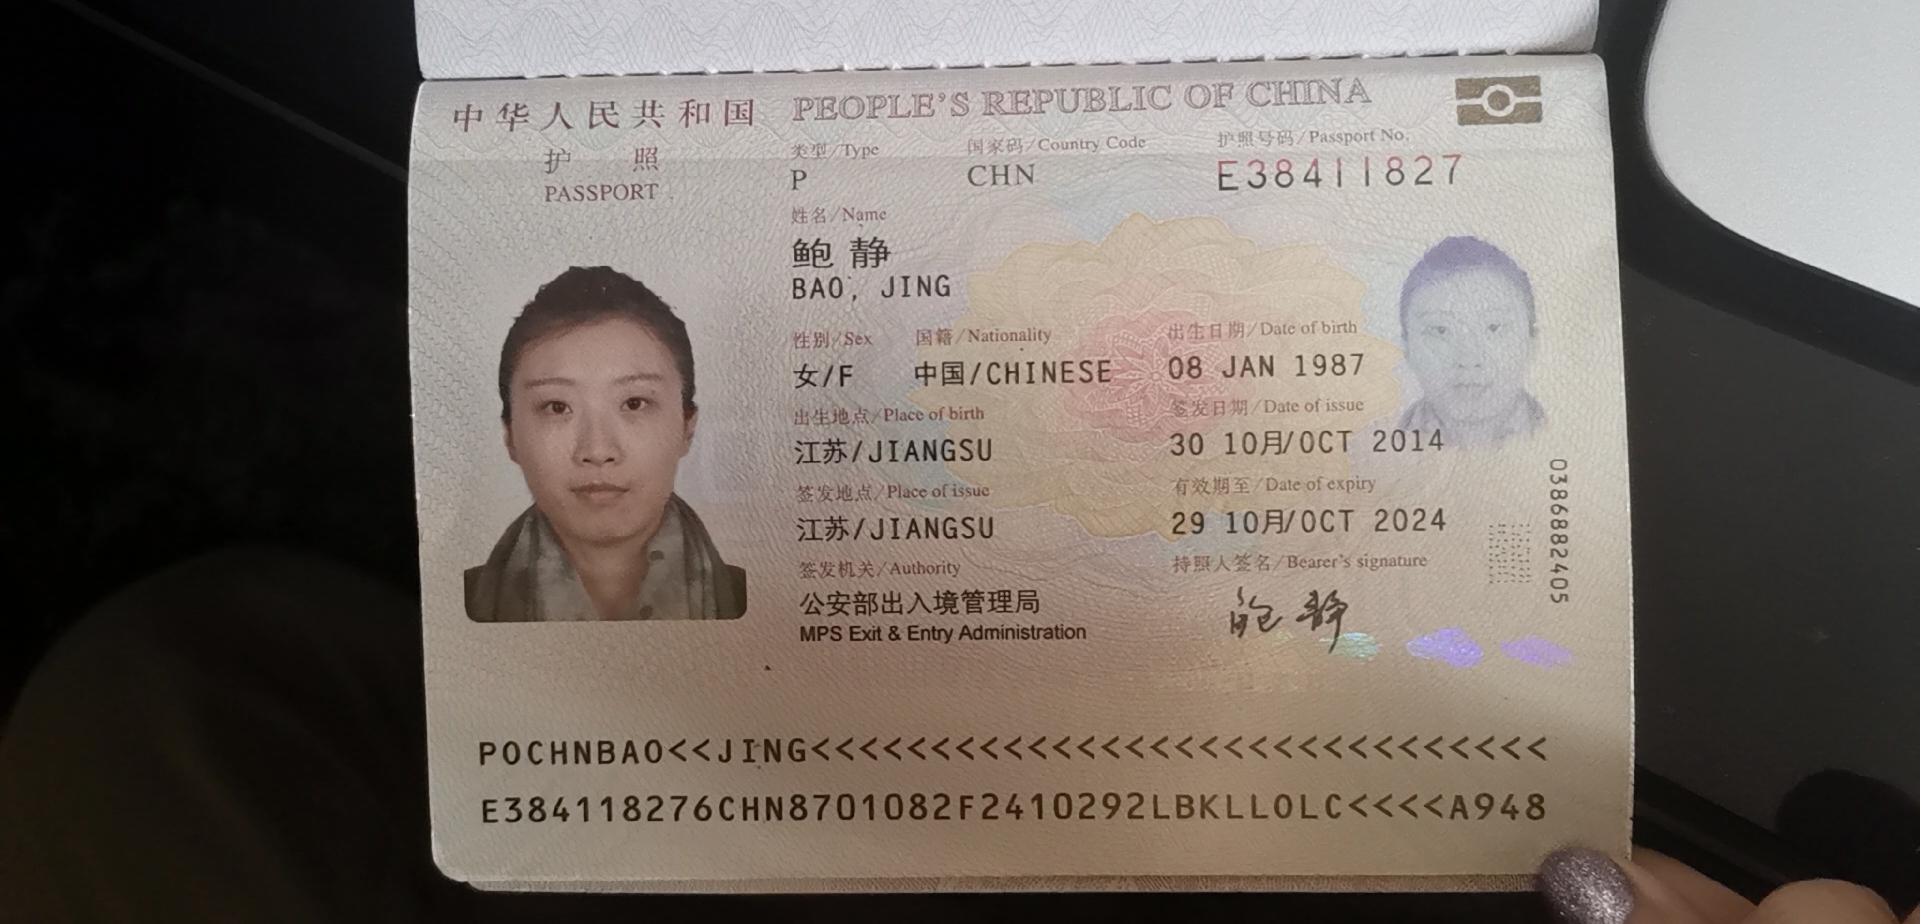 中华人民共和国 PEOPLE'S REPUBLIC OF CHINA
护照
PASSPORT
类型/Type
P
国家码/Country Code
CHN
护照号码/Passport No.
E38411827
姓名/Name
鲍静
BAO, JING
性别/Sex
女/F
国籍/Nationality
中国/CHINESE
出生日期/Date of birth
08 JAN 1987
出生地点/Place of birth
江苏/JIANGSU
签发日期/Date of issue
30 10月/OCT 2014
签发地点/Place of issue
江苏/JIANGSU
有效期至/Date of expiry
29 10月/OCT 2024
签发机关/Authority
公安部出入境管理局
MPS Exit & Entry Administration
持照人签名/Bearer's signature
鲍静
03868882405
POCHNBAO<<JING<<<<<<<<<<<<<<<<<<<<<<<<<<<<<<
E384118276CHN8701082F2410292LBKLLOLC<<<<A948